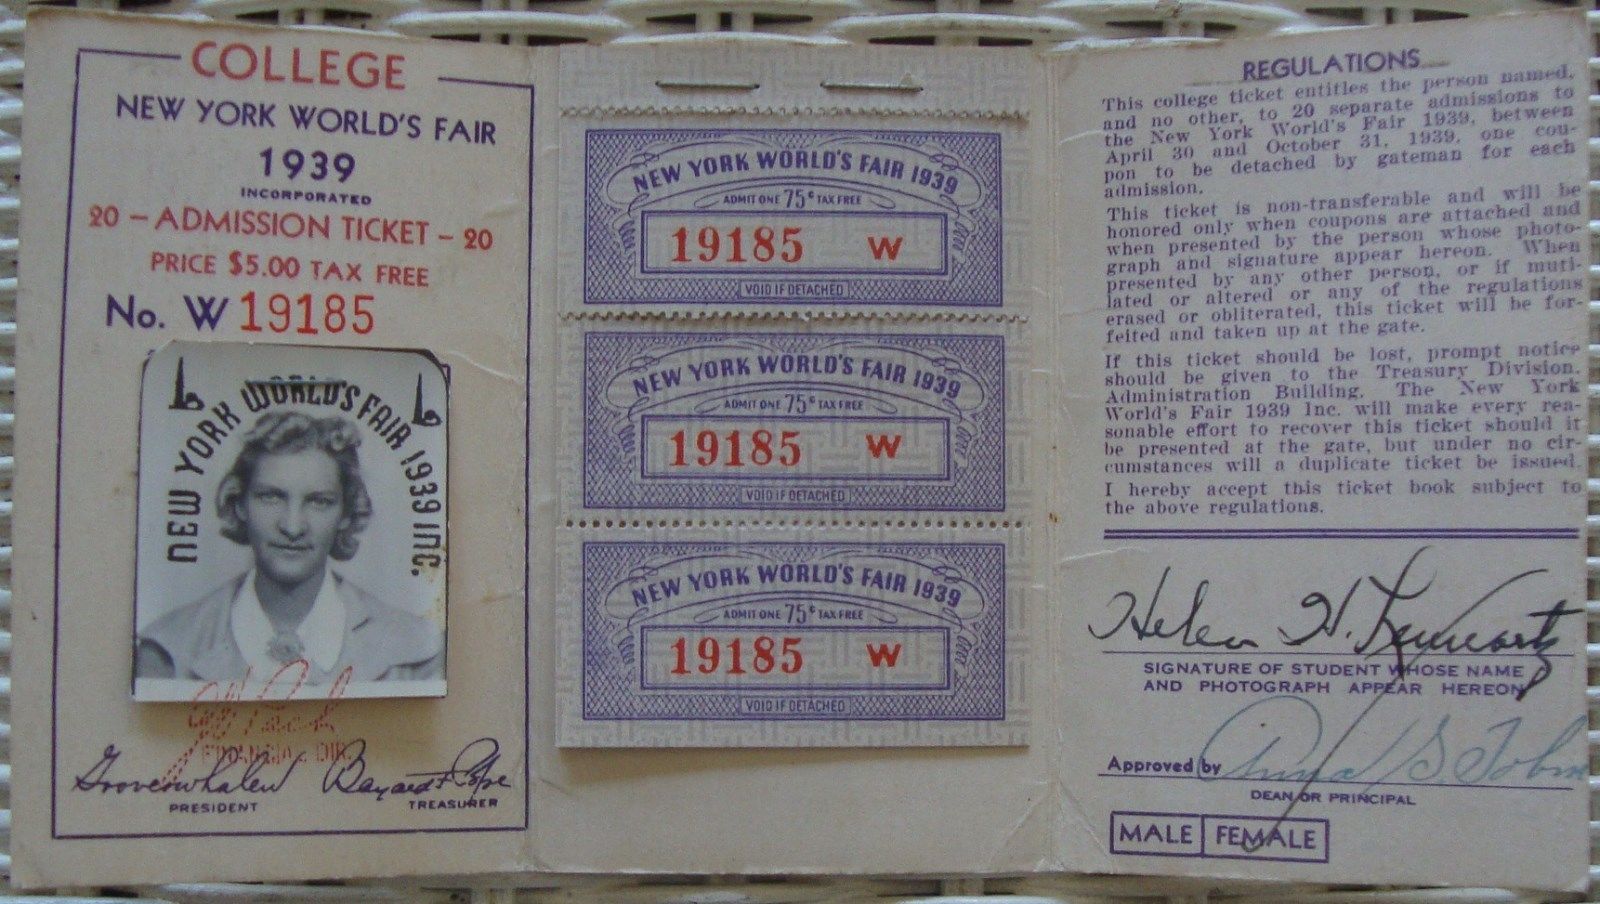 COLLEGE
NEW YORK WORLD'S FAIR
1939
INCORPORATED
20 – ADMISSION TICKET – 20
PRICE $5.00 TAX FREE
No. W 19185
NEW YORK WORLD'S FAIR 1939 INC.
FINANCIAL DIR.
Grover Whalen
PRESIDENT
Bayard F. Pope
TREASURER
NEW YORK WORLD'S FAIR 1939
ADMIT ONE 75¢ TAX FREE
19185 W
VOID IF DETACHED
NEW YORK WORLD'S FAIR 1939
ADMIT ONE 75¢ TAX FREE
19185 W
VOID IF DETACHED
NEW YORK WORLD'S FAIR 1939
ADMIT ONE 75¢ TAX FREE
19185 W
VOID IF DETACHED
REGULATIONS
This college ticket entitles the person named,
and no other, to 20 separate admissions to
the New York World's Fair 1939, between
April 30 and October 31, 1939, one cou-
pon to be detached by gateman for each
admission.
This ticket is non-transferable and will be
honored only when coupons are attached and
when presented by the person whose photo-
graph and signature appear hereon. When
presented by any other person, or if muti-
lated or altered or any of the regulations
erased or obliterated, this ticket will be for-
feited and taken up at the gate.
If this ticket should be lost, prompt notice
should be given to the Treasury Division,
Administration Building. The New York
World's Fair 1939 Inc. will make every rea-
sonable effort to recover this ticket should it
be presented at the gate, but under no cir-
cumstances will a duplicate ticket be issued.
I hereby accept this ticket book subject to
the above regulations.
Helen H.
SIGNATURE OF STUDENT WHOSE NAME
AND PHOTOGRAPH APPEAR HEREON
Approved by Anna S. Tobin
DEAN OR PRINCIPAL
MALE FEMALE